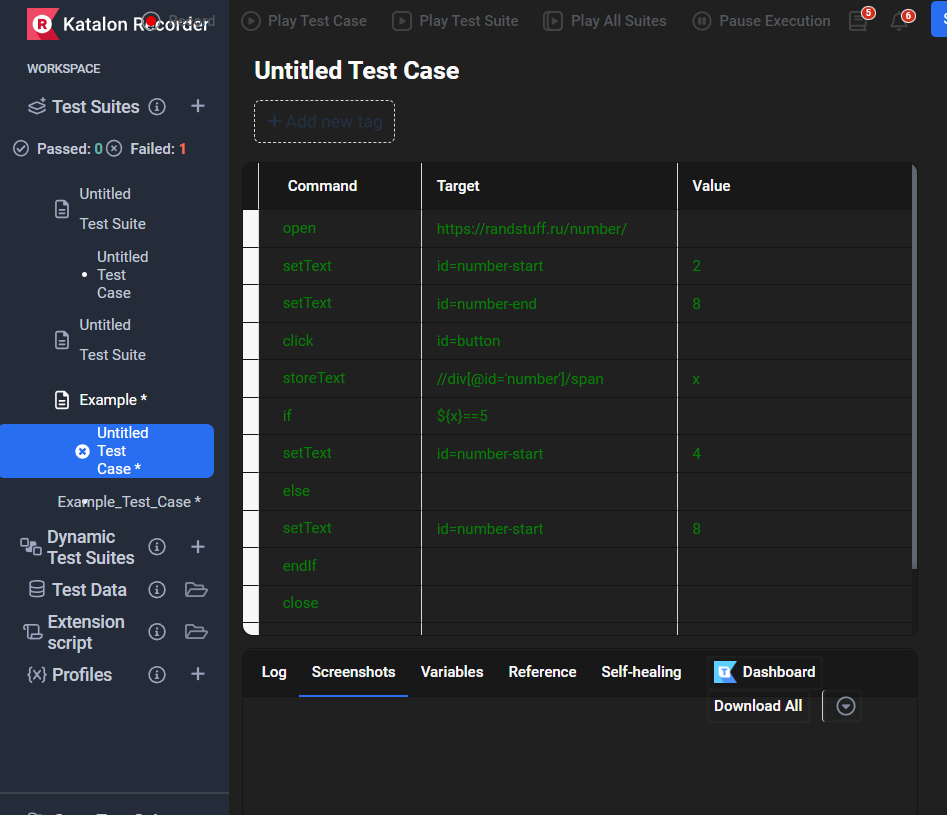 Katalon Recorder
Record
Play Test Case
Play Test Suite
Play All Suites
Pause Execution
5
6
S
WORKSPACE
Test Suites
Passed: 0
Failed: 1
Untitled
Test Suite
Untitled
Test
Case
Untitled
Test Suite
Example *
Untitled
Test
Case *
Example_Test_Case *
Dynamic
Test Suites
Test Data
Extension
script
Profiles
Untitled Test Case
+ Add new tag
Command Target Value
open https://randstuff.ru/number/
setText id=number-start 2
setText id=number-end 8
click id=button
storeText //div[@id='number']/span x
if ${x}==5
setText id=number-start 4
else
setText id=number-start 8
endIf
close
Log
Screenshots
Variables
Reference
Self-healing
Dashboard
Download All